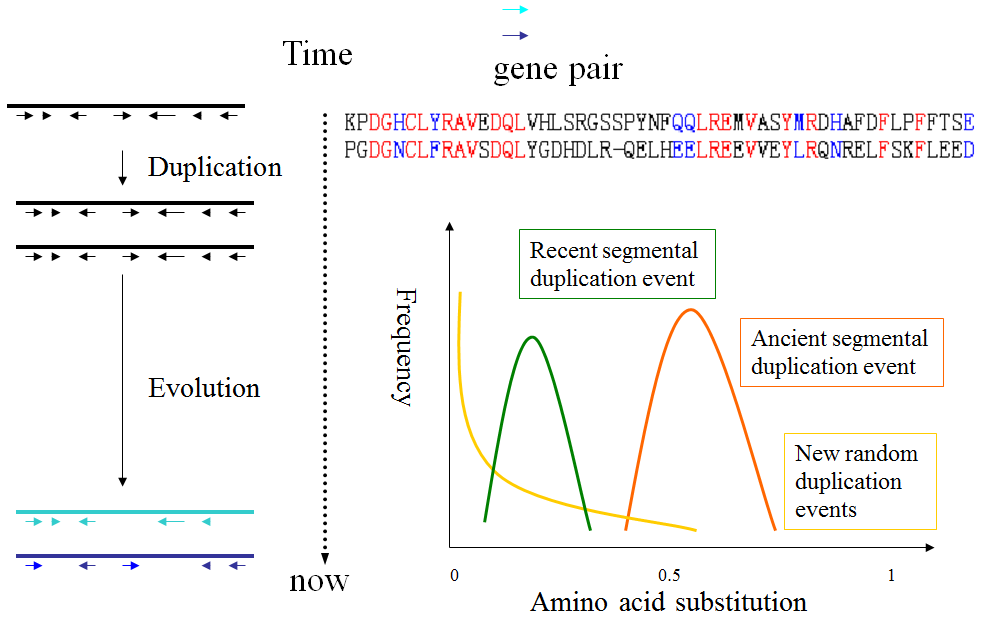 Time
gene pair
KPDGHCLYRAVEDQLVHLSRGSSPYNFQQLREMVASYMRDHAFDFLPFFTSE
PGDGNCLFRAVSDQLYGDHDLR-QELHEELREEVVEYLRQNRELFSKFLEED
Duplication
Evolution
now
Frequency
Recent segmental
duplication event
Ancient segmental
duplication event
New random
duplication
events
0
0.5
1
Amino acid substitution